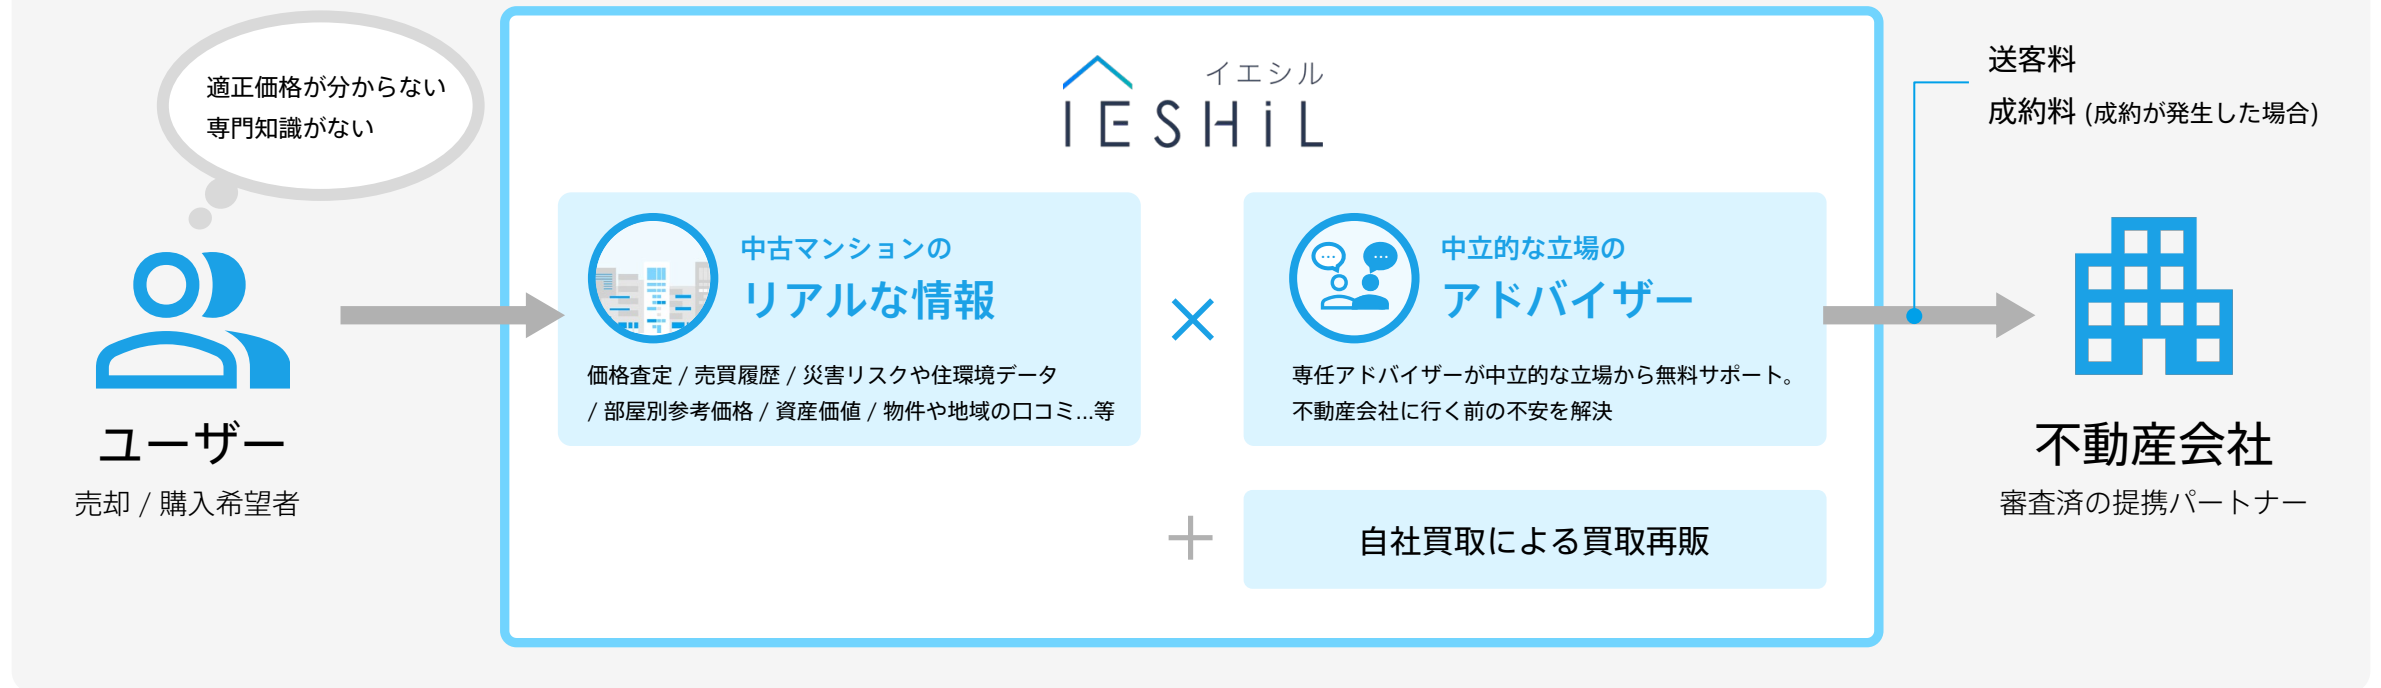 適正価格が分からない
専門知識がない
ユーザー
売却 / 購入希望者
イエシル
IESHiL
中古マンションの
リアルな情報
価格査定 / 売買履歴 / 災害リスクや住環境データ
/ 部屋別参考価格 / 資産価値 / 物件や地域の口コミ...等
×
中立的な立場の
アドバイザー
専任アドバイザーが中立的な立場から無料サポート。
不動産会社に行く前の不安を解決
+
自社買取による買取再販
送客料
成約料 (成約が発生した場合)
不動産会社
審査済の提携パートナー